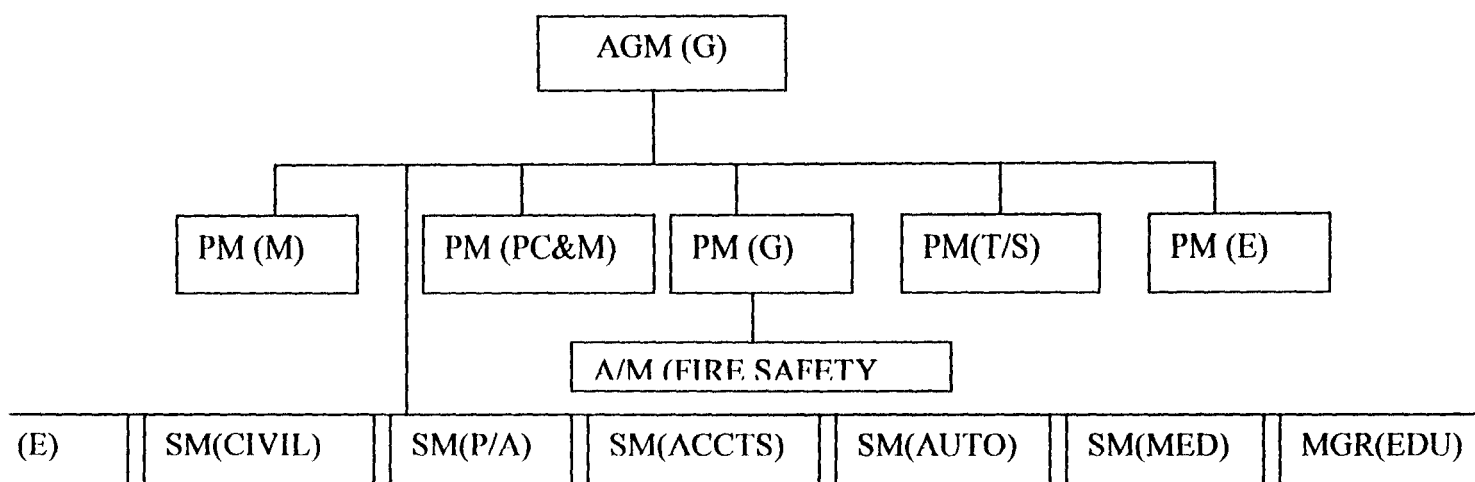 AGM (G)
PM (M)
PM (PC&M)
PM (G)
PM(T/S)
PM (E)
A/M (FIRE SAFETY
(E)
SM(CIVIL)
SM(P/A)
SM(ACCTS)
SM(AUTO)
SM(MED)
MGR(EDU)